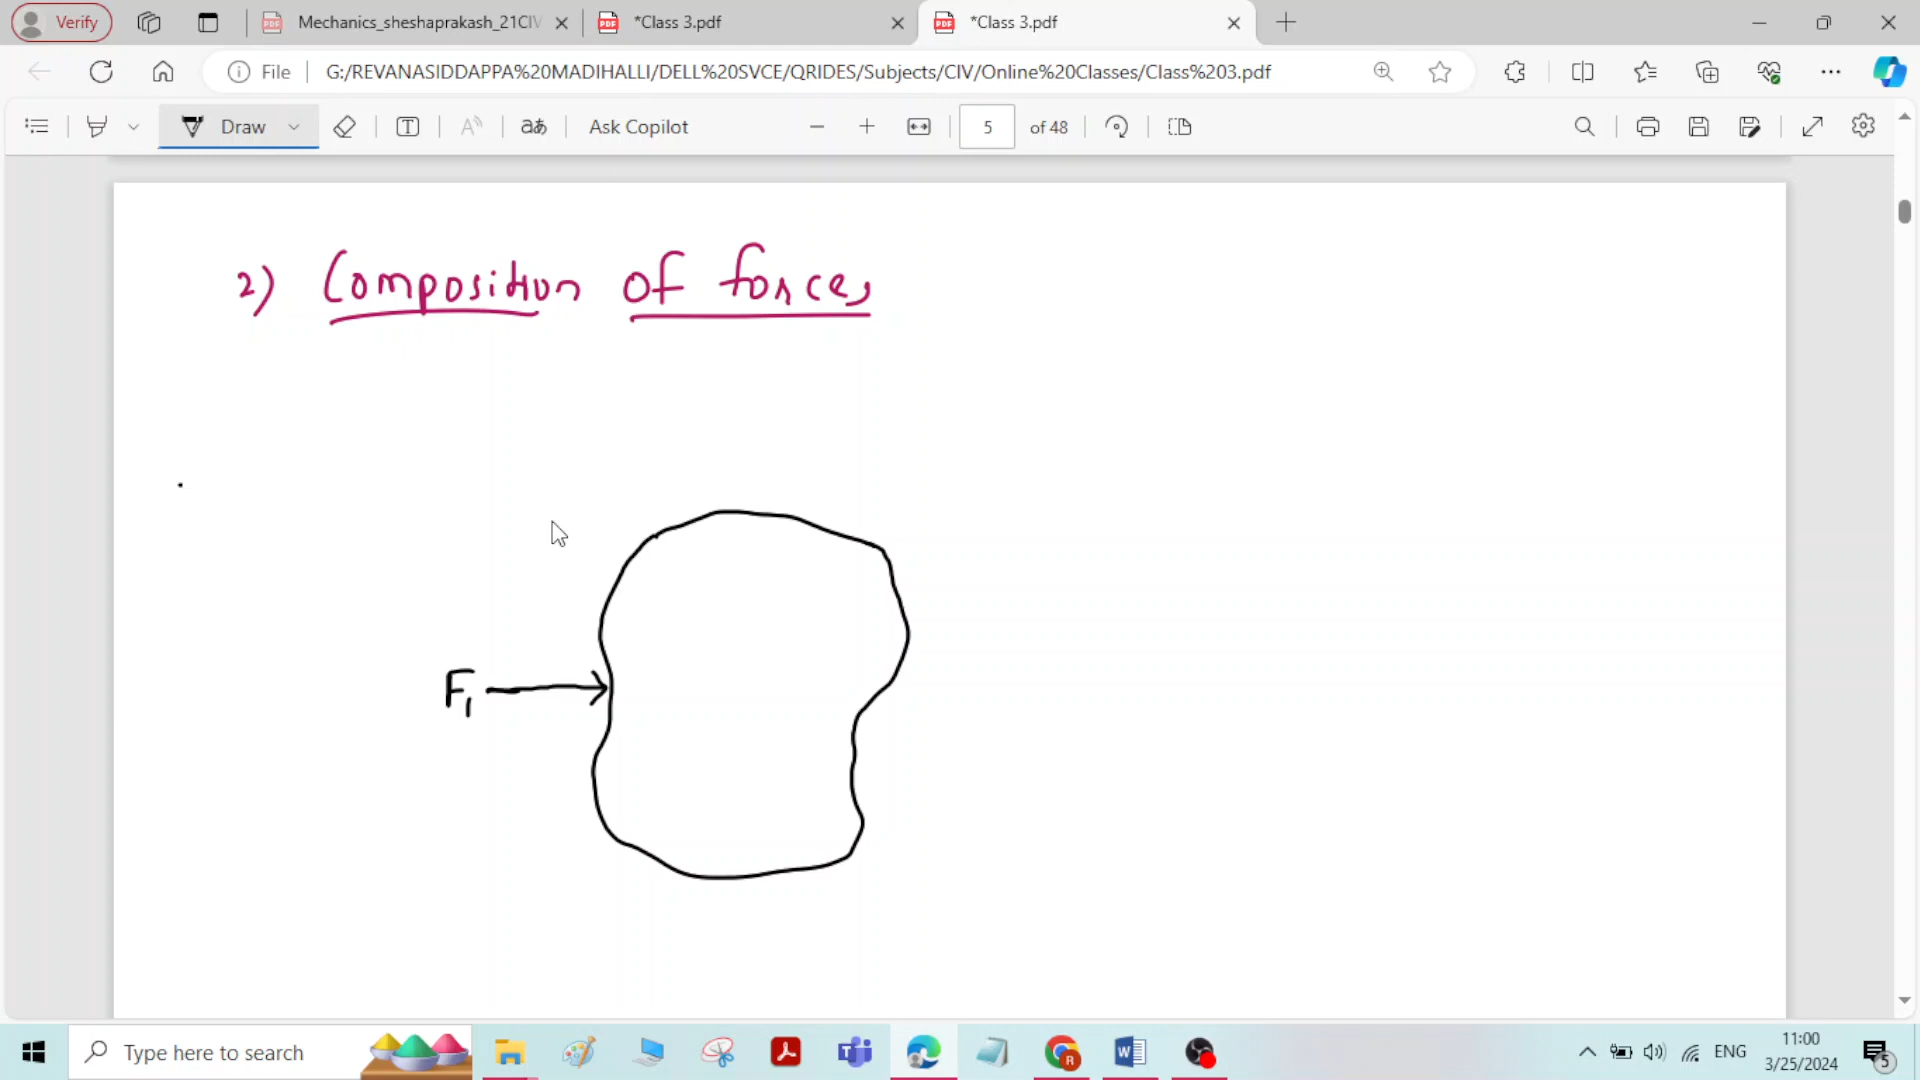 Verify
Mechanics_sheshaprakash_21CIV
*Class 3.pdf
*Class 3.pdf
File
G:/REVANASIDDAPPA%20MADIHALLI/DELL%20SVCE/QRIDES/Subjects/CIV/Online%20Classes/Class%203.pdf
Draw
Ask Copilot
5 of 48
2) Composition of forces
F1
Type here to search
ENG
11:00
3/25/2024
5